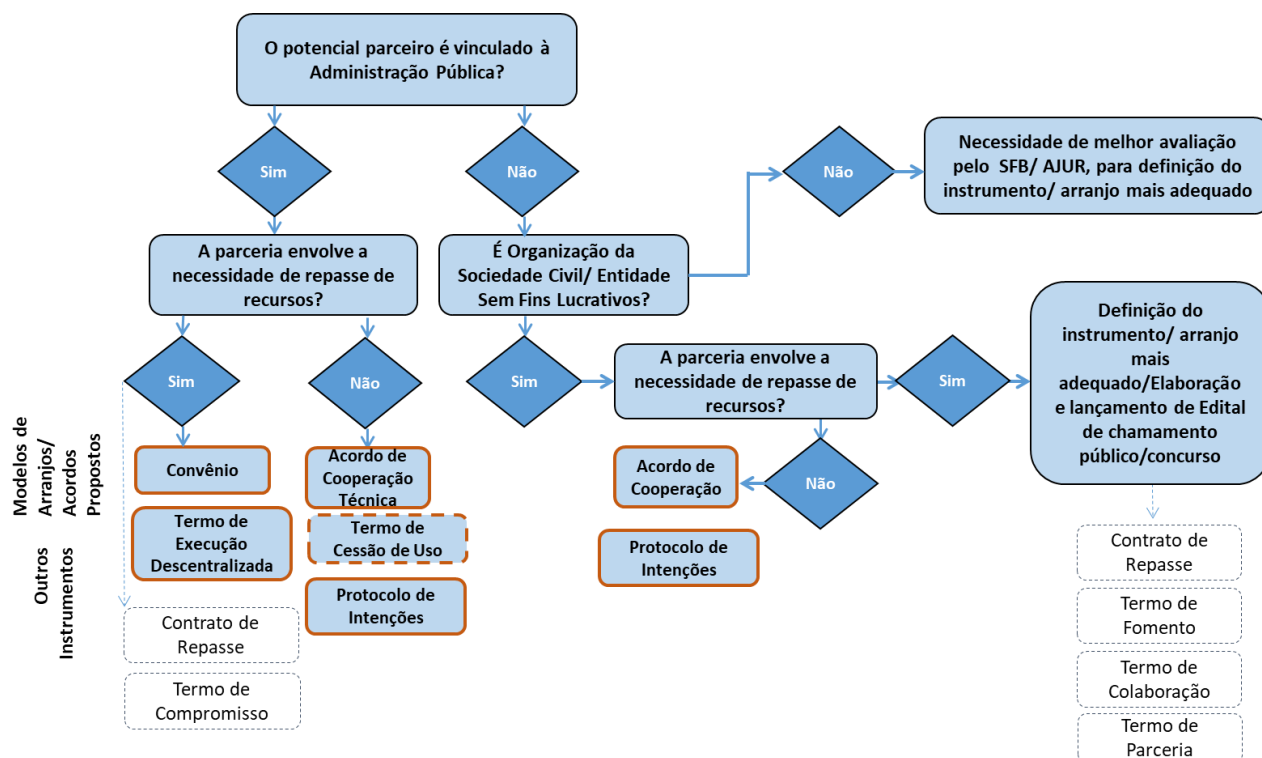 O potencial parceiro é vinculado à
Administração Pública?
Sim
Não
Não
Necessidade de melhor avaliação
pelo SFB/ AJUR, para definição do
instrumento/ arranjo mais adequado
A parceria envolve a
necessidade de repasse de
recursos?
É Organização da
Sociedade Civil/ Entidade
Sem Fins Lucrativos?
Sim
Não
Sim
A parceria envolve a
necessidade de repasse de
recursos?
Sim
Definição do
instrumento/ arranjo
mais
adequado/Elaboração
e lançamento de Edital
de chamamento
público/concurso
Não
Modelos de
Arranjos/
Acordos
Propostos
Convênio
Termo de
Execução
Descentralizada
Acordo de
Cooperação
Técnica
Termo de
Cessão de Uso
Protocolo de
Intenções
Acordo de
Cooperação
Protocolo de
Intenções
Outros
Instrumentos
Contrato de
Repasse
Termo de
Compromisso
Contrato de
Repasse
Termo de
Fomento
Termo de
Colaboração
Termo de
Parceria